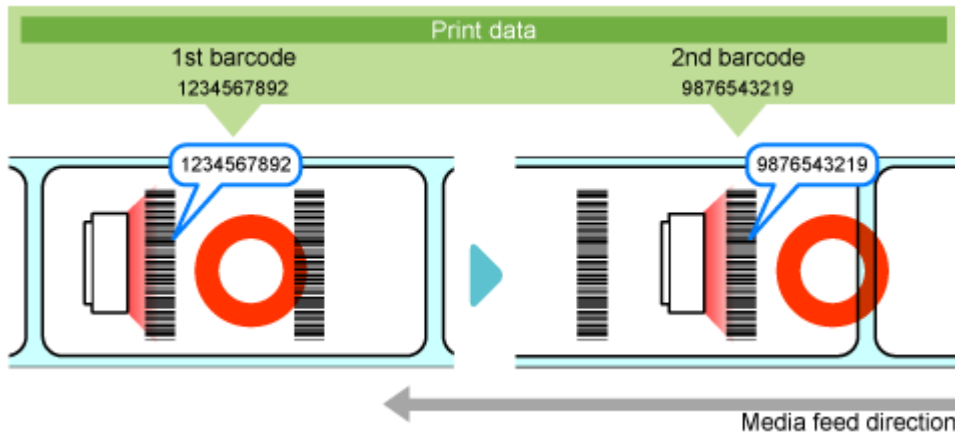 Print data
1st barcode
1234567892
2nd barcode
9876543219
1234567892
9876543219
Media feed direction